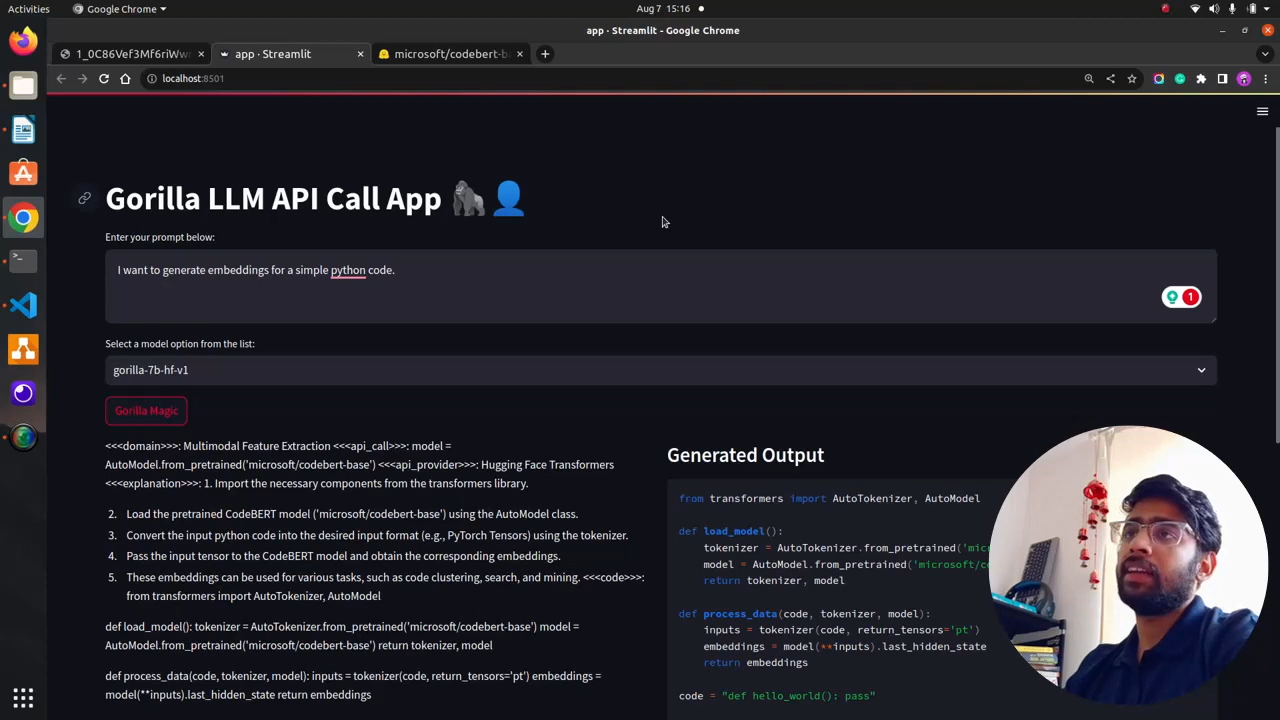 Activities
Google Chrome
Aug 7 15:16
app · Streamlit - Google Chrome
1_0C86Vef3Mf6riWw
app · Streamlit
microsoft/codebert-b
localhost:8501
Gorilla LLM API Call App
Enter your prompt below:
I want to generate embeddings for a simple python code.
1
Select a model option from the list:
gorilla-7b-hf-v1
Gorilla Magic
<<<domain>>>: Multimodal Feature Extraction <<<api_call>>>: model =
AutoModel.from_pretrained('microsoft/codebert-base') <<<api_provider>>>: Hugging Face Transformers
<<<explanation>>>: 1. Import the necessary components from the transformers library.
2. Load the pretrained CodeBERT model ('microsoft/codebert-base') using the AutoModel class.
3. Convert the input python code into the desired input format (e.g., PyTorch Tensors) using the tokenizer.
4. Pass the input tensor to the CodeBERT model and obtain the corresponding embeddings.
5. These embeddings can be used for various tasks, such as code clustering, search, and mining. <<<code>>>:
from transformers import AutoTokenizer, AutoModel
def load_model(): tokenizer = AutoTokenizer.from_pretrained('microsoft/codebert-base') model =
AutoModel.from_pretrained('microsoft/codebert-base') return tokenizer, model
def process_data(code, tokenizer, model): inputs = tokenizer(code, return_tensors='pt') embeddings =
model(**inputs).last_hidden_state return embeddings
Generated Output
from transformers import AutoTokenizer, AutoModel
def load_model():
tokenizer = AutoTokenizer.from_pretrained('mic
model = AutoModel.from_pretrained('microsoft/co
return tokenizer, model
def process_data(code, tokenizer, model):
inputs = tokenizer(code, return_tensors='pt')
embeddings = model(**inputs).last_hidden_state
return embeddings
code = "def hello_world(): pass"